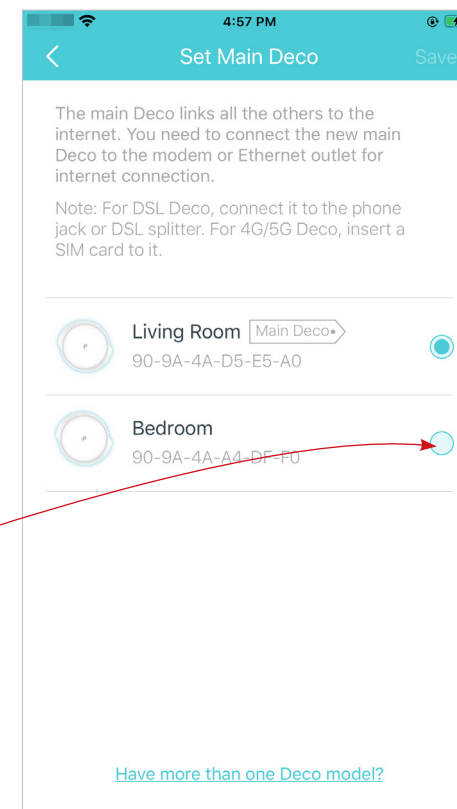 4:57 PM
Set Main Deco Save
The main Deco links all the others to the
internet. You need to connect the new main
Deco to the modem or Ethernet outlet for
internet connection.
Note: For DSL Deco, connect it to the phone
jack or DSL splitter. For 4G/5G Deco, insert a
SIM card to it.
Living Room Main Deco
90-9A-4A-D5-E5-A0
Bedroom
90-9A-4A-A4-DF-F0
Have more than one Deco model?